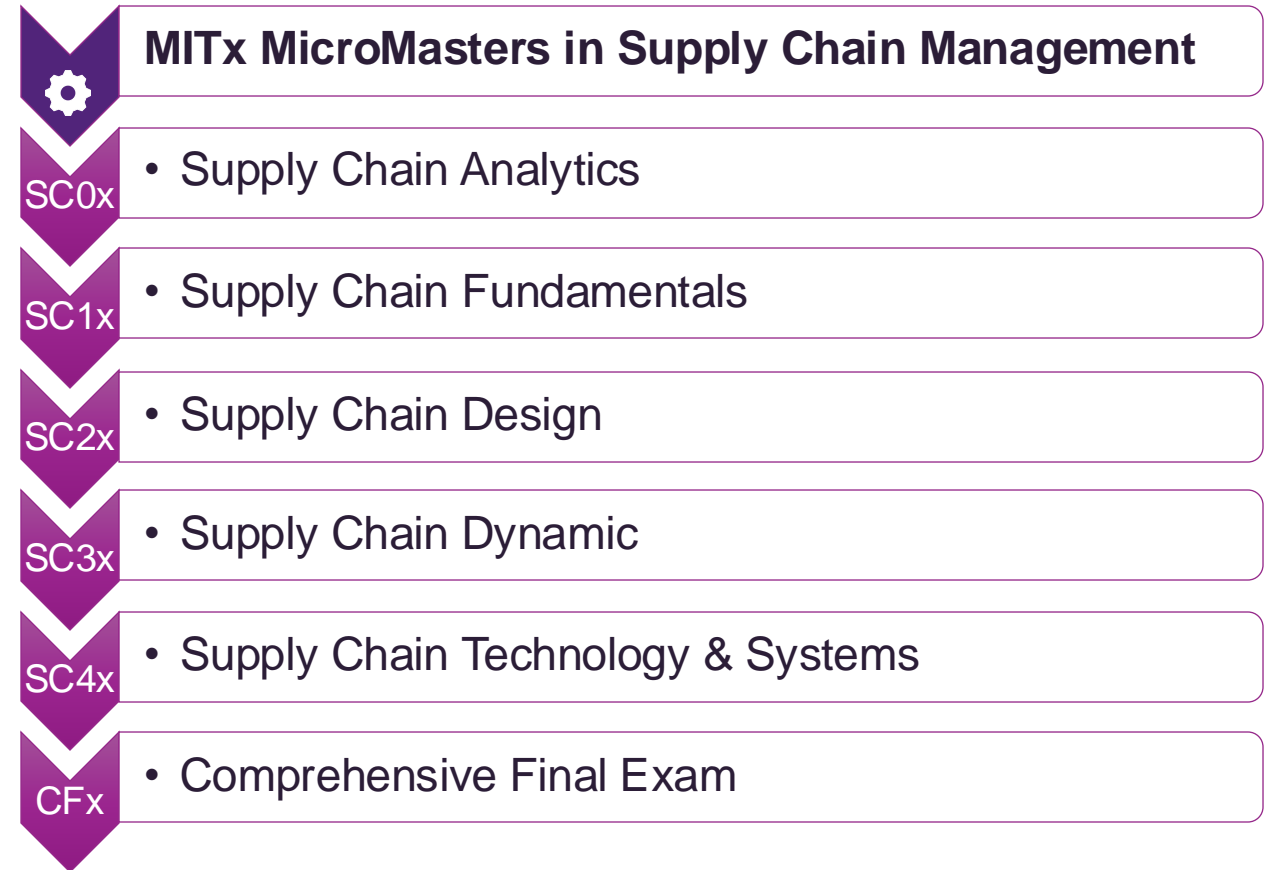 MITx MicroMasters in Supply Chain Management
SC0x • Supply Chain Analytics
SC1x • Supply Chain Fundamentals
SC2x • Supply Chain Design
SC3x • Supply Chain Dynamic
SC4x • Supply Chain Technology & Systems
CFx • Comprehensive Final Exam